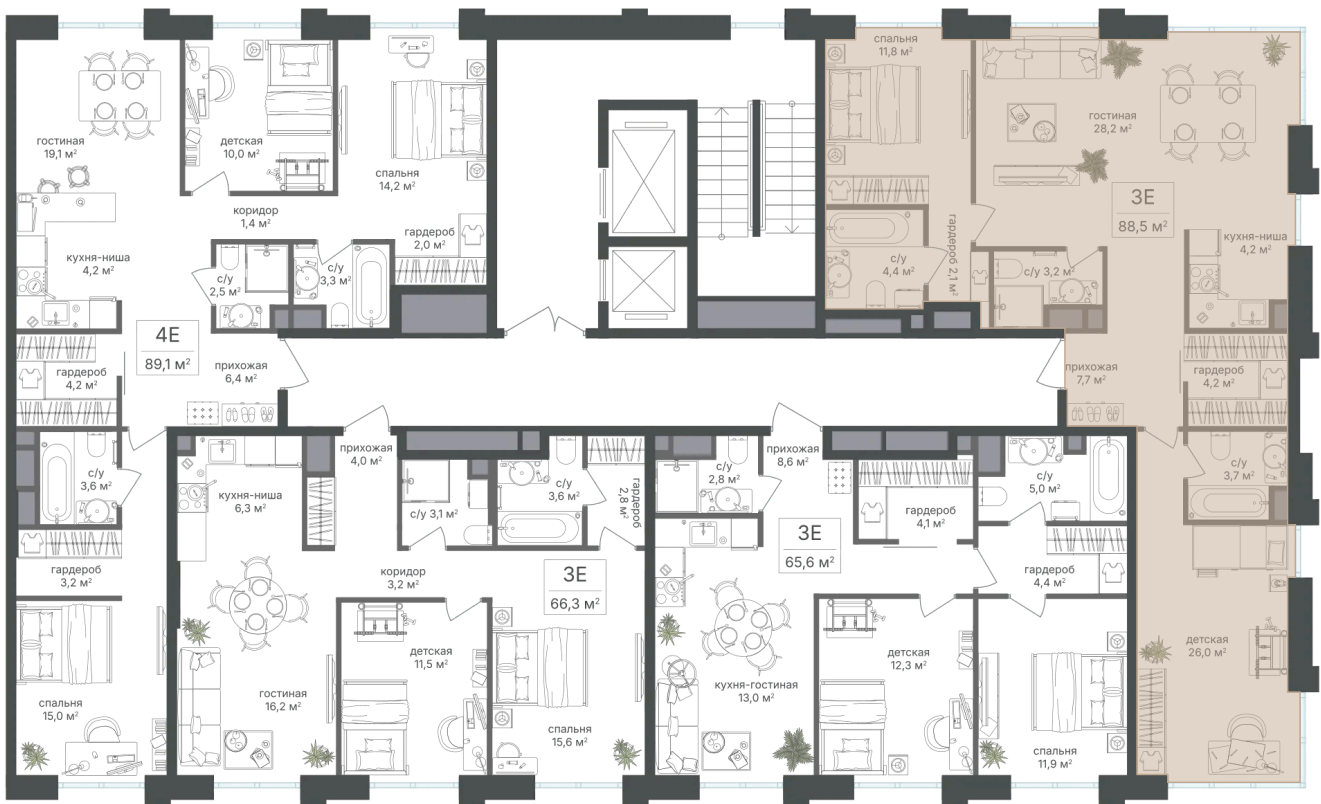 гостиная
19,1 м²
детская
10,0 м²
спальня
14,2 м²
коридор
1,4 м²
гардероб
2,0 м²
кухня-ниша
4,2 м²
с/у
2,5 м²
с/у
3,3 м²
4Е
89,1 м²
прихожая
6,4 м²
гардероб
4,2 м²
с/у
3,6 м²
гардероб
3,2 м²
спальня
15,0 м²
спальня
11,8 м²
гостиная
28,2 м²
3Е
88,5 м²
гардероб 2,1 м²
с/у
4,4 м²
с/у 3,2 м²
кухня-ниша
4,2 м²
прихожая
7,7 м²
гардероб
4,2 м²
с/у
3,7 м²
детская
26,0 м²
прихожая
4,0 м²
кухня-ниша
6,3 м²
с/у 3,1 м²
с/у
3,6 м²
гардероб
2,8 м²
коридор
3,2 м²
3Е
66,3 м²
детская
11,5 м²
гостиная
16,2 м²
спальня
15,6 м²
прихожая
8,6 м²
с/у
2,8 м²
гардероб
4,1 м²
с/у
5,0 м²
3Е
65,6 м²
гардероб
4,4 м²
кухня-гостиная
13,0 м²
детская
12,3 м²
спальня
11,9 м²